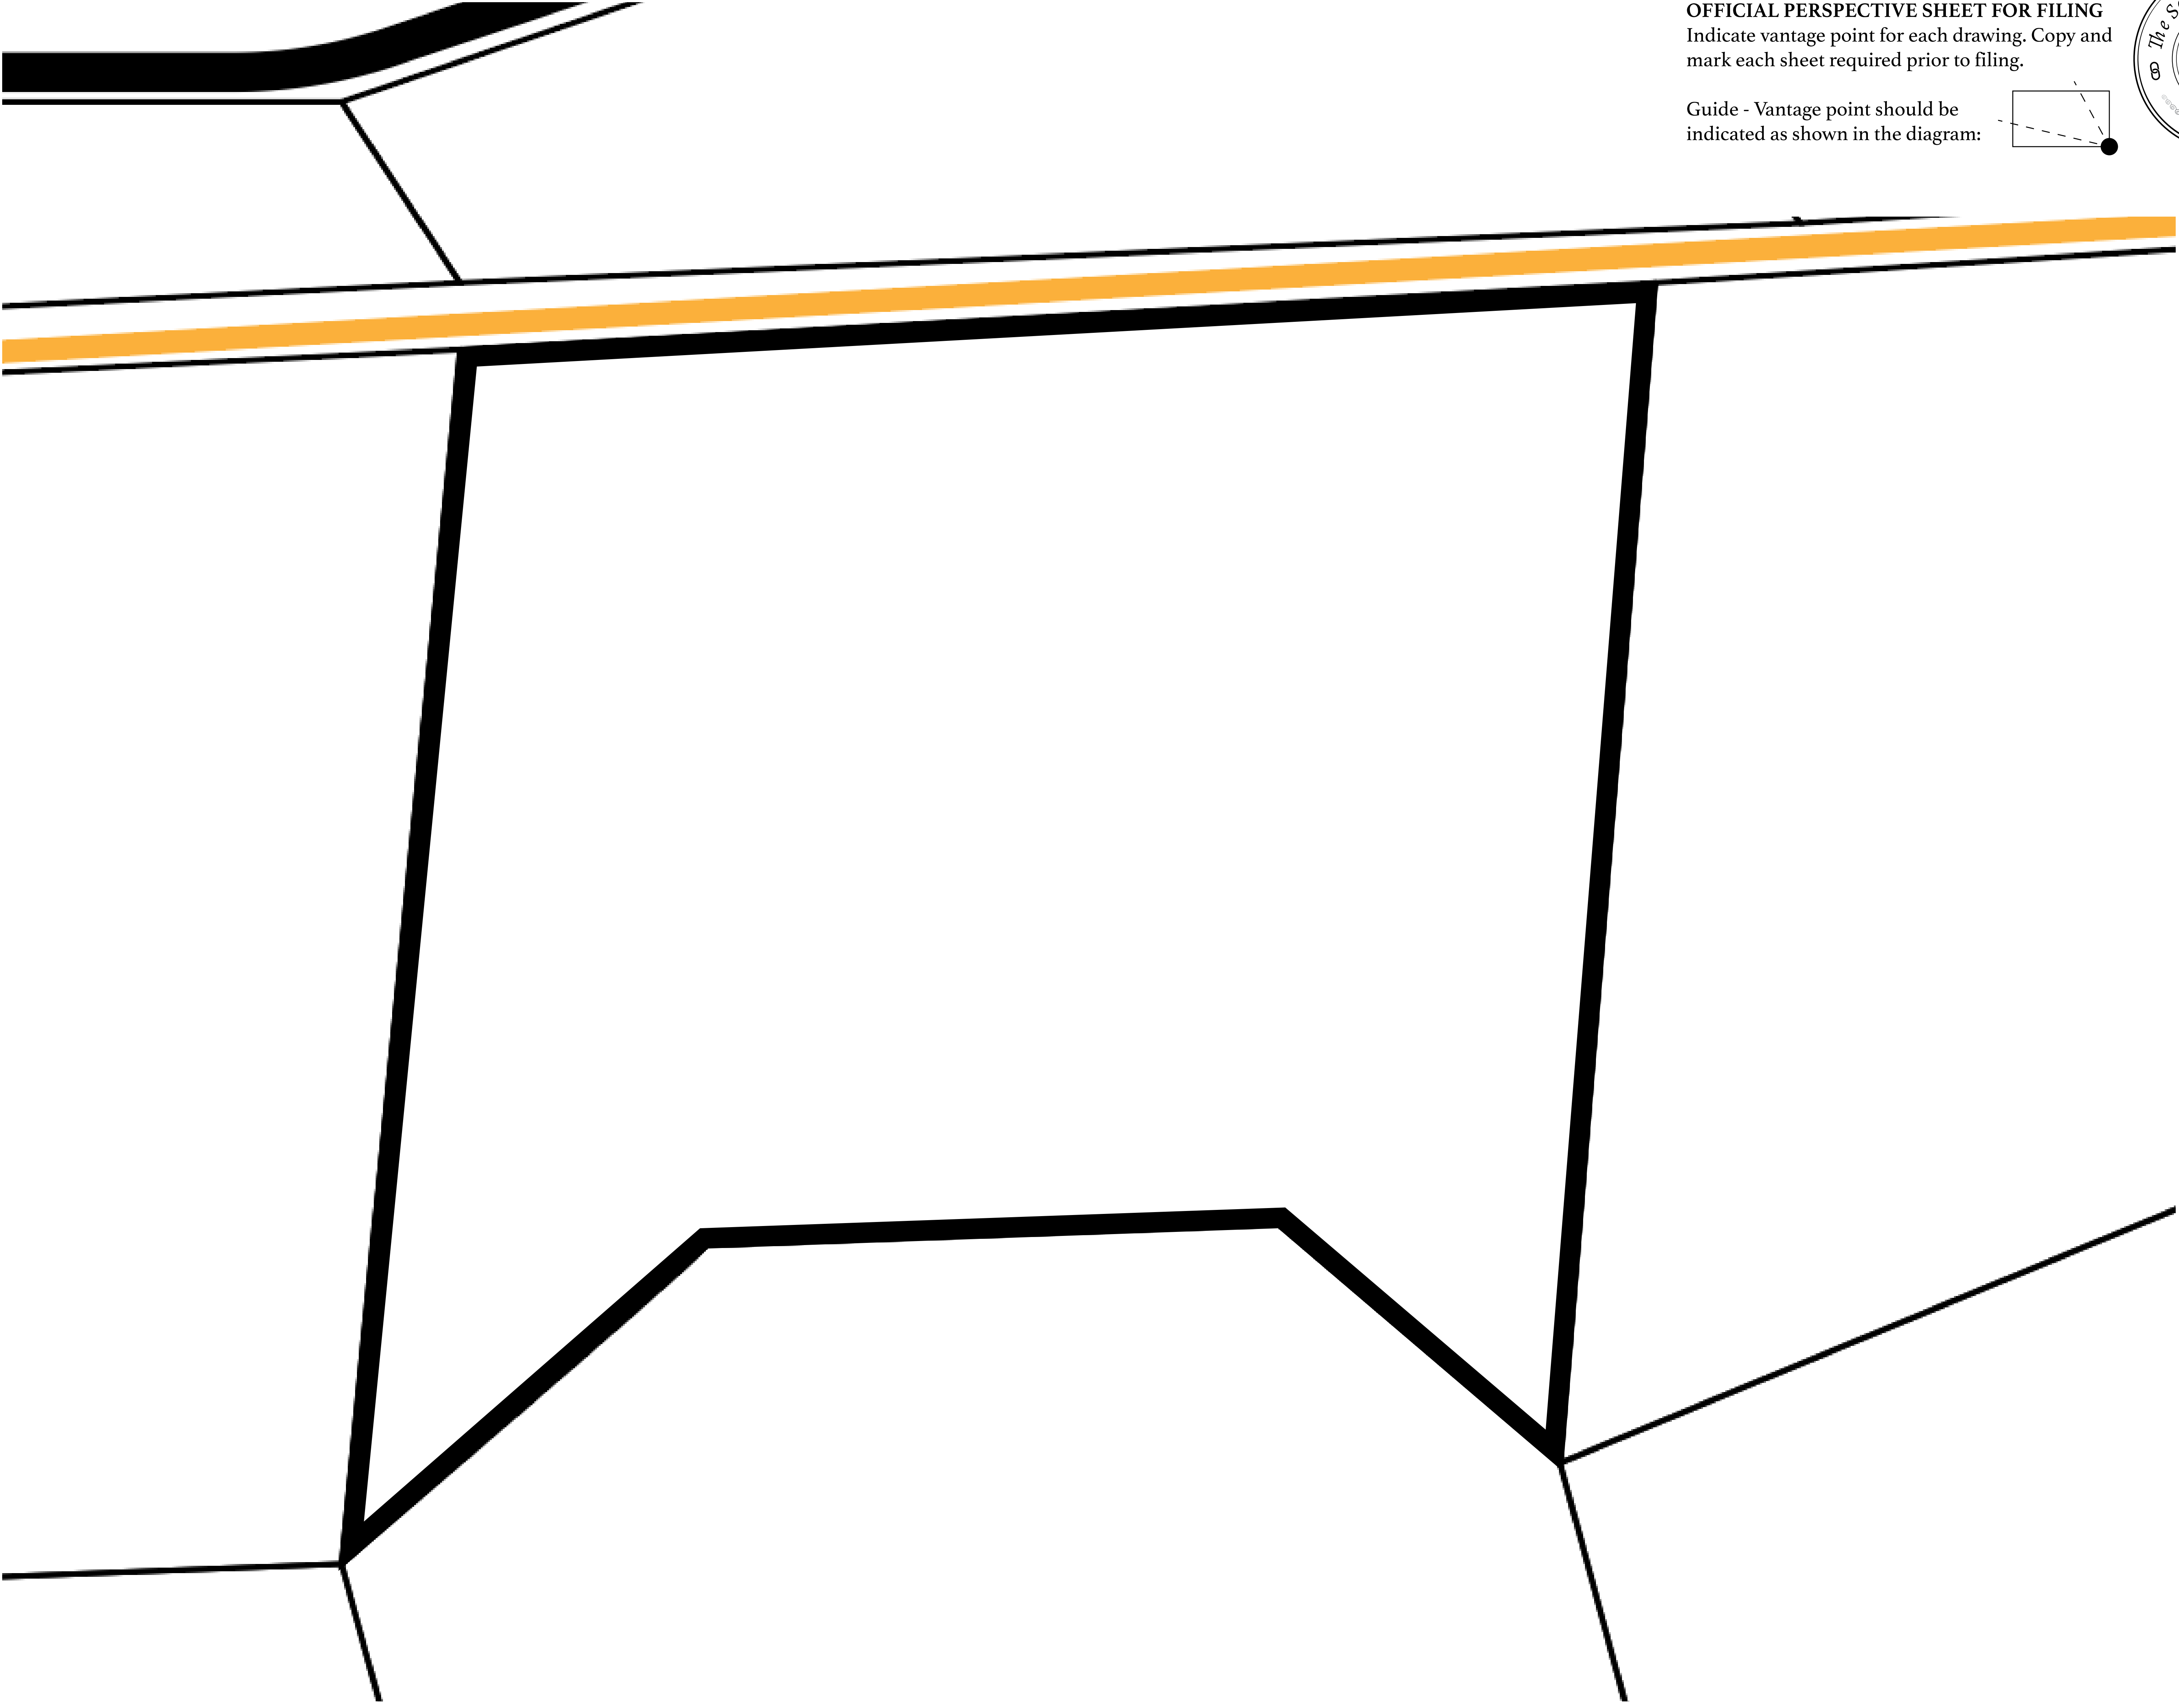 OFFICIAL PERSPECTIVE SHEET FOR FILING
Indicate vantage point for each drawing. Copy and
mark each sheet required prior to filing.
Guide - Vantage point should be
indicated as shown in the diagram:
The